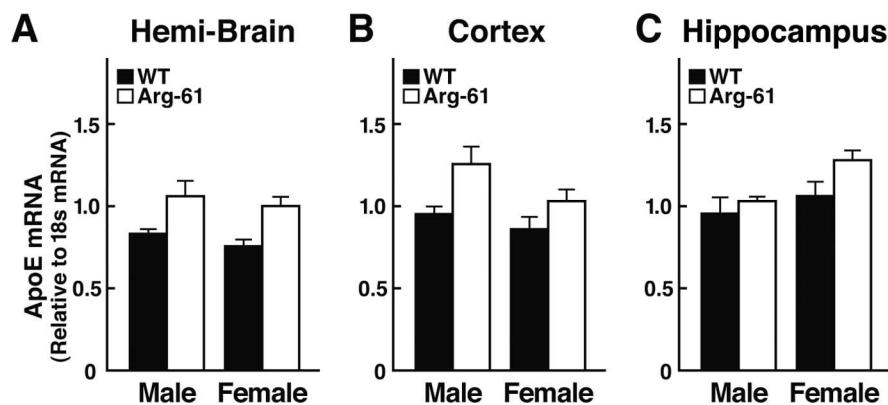 A Hemi-Brain
WT
Arg-61
1.5
1.0
0.5
0
ApoE mRNA
(Relative to 18s mRNA)
Male Female
B Cortex
WT
Arg-61
1.5
1.0
0.5
0
Male Female
C Hippocampus
WT
Arg-61
1.5
1.0
0.5
0
Male Female